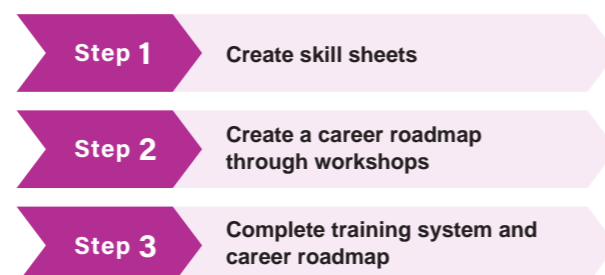 Step 1
Create skill sheets
Step 2
Create a career roadmap
through workshops
Step 3
Complete training system and
career roadmap